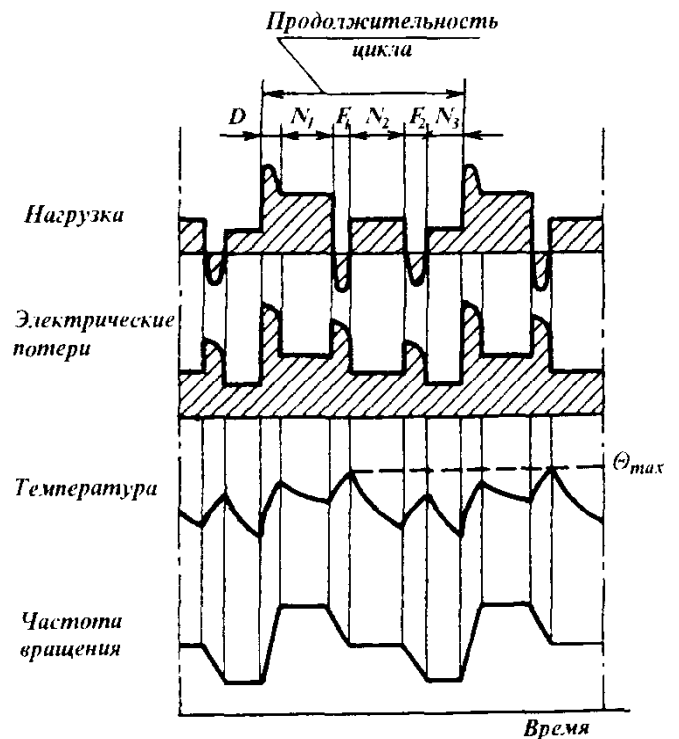 Продолжительность
цикла
D N₁ F₁ N₂ F₂ N₃
Нагрузка
Электрические
потери
Температура
Θmax
Частота
вращения
Время